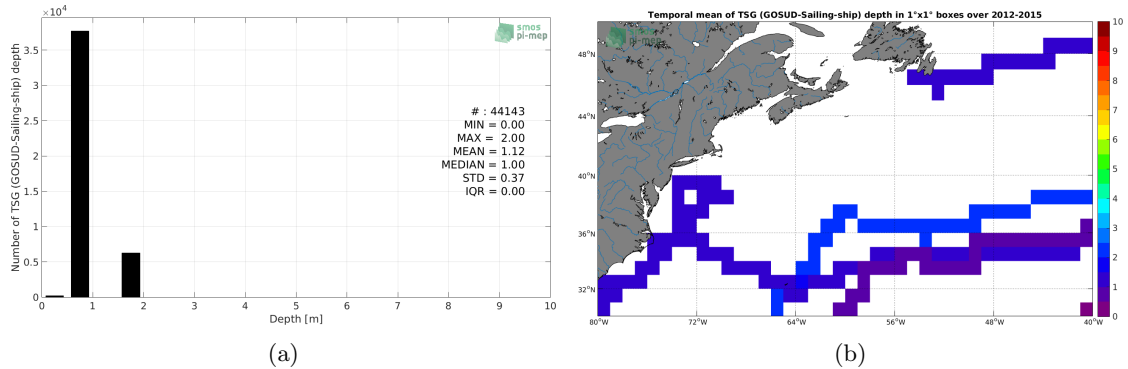 ×10⁴
smos
pi-mep
3.5
3
2.5
2
1.5
1
0.5
0
Number of TSG (GOSUD-Sailing-ship) depth
# : 44143
MIN = 0.00
MAX = 2.00
MEAN = 1.12
MEDIAN = 1.00
STD = 0.37
IQR = 0.00
0 1 2 3 4 5 6 7 8 9 10
Depth [m]
(a)
Temporal mean of TSG (GOSUD-Sailing-ship) depth in 1°x1° boxes over 2012-2015
smos
pi-mep
48°N
44°N
40°N
36°N
32°N
80°W 72°W 64°W 56°W 48°W 40°W
10
9
8
7
6
5
4
3
2
1
0
(b)